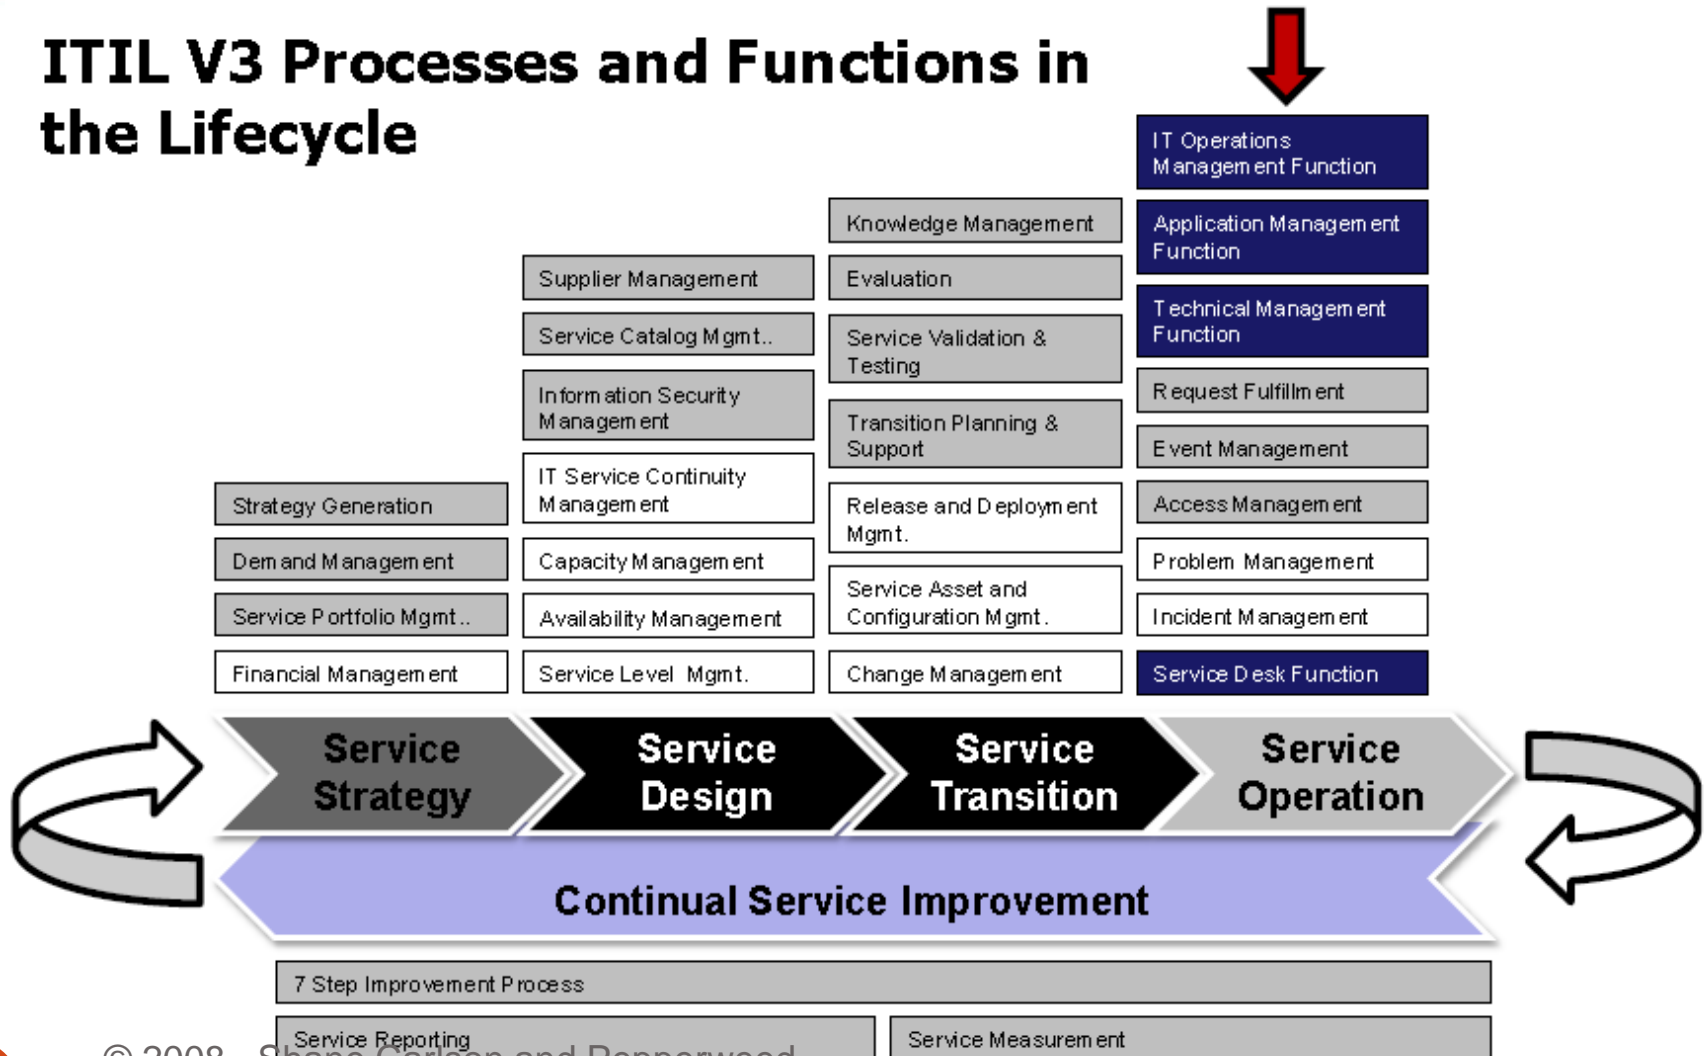 ITIL V3 Processes and Functions in
the Lifecycle
Strategy Generation
Demand Management
Service Portfolio Mgmt..
Financial Management
Supplier Management
Service Catalog Mgmt..
Information Security
Management
IT Service Continuity
Management
Capacity Management
Availability Management
Service Level Mgmt.
Knowledge Management
Evaluation
Service Validation &
Testing
Transition Planning &
Support
Release and Deployment
Mgmt.
Service Asset and
Configuration Mgmt.
Change Management
IT Operations
Management Function
Application Management
Function
Technical Management
Function
Request Fulfillment
Event Management
Access Management
Problem Management
Incident Management
Service Desk Function
Service
Strategy
Service
Design
Service
Transition
Service
Operation
Continual Service Improvement
7 Step Improvement Process
Service Reporting
Service Measurement
© 2008 - Shane Carlson and Pepperweed